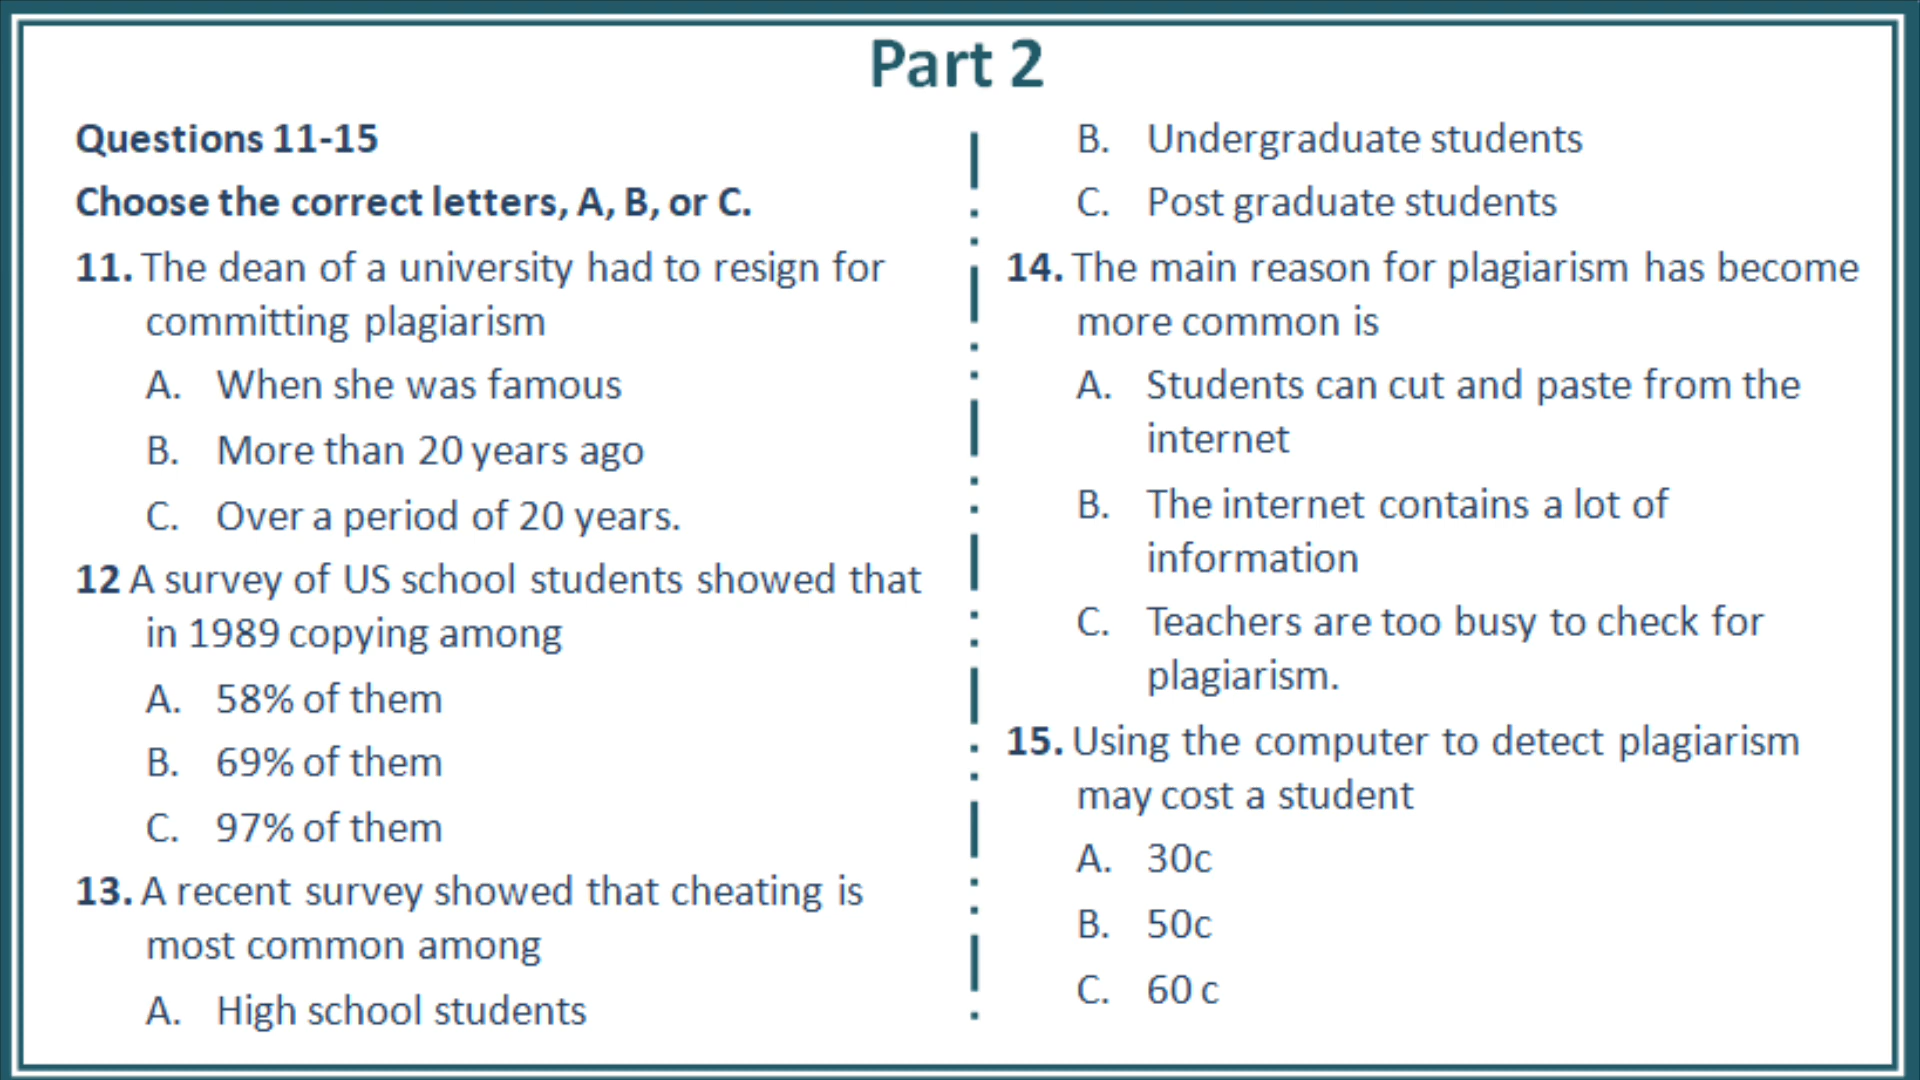 Part 2
Questions 11-15
Choose the correct letters, A, B, or C.
11. The dean of a university had to resign for
committing plagiarism
A. When she was famous
B. More than 20 years ago
C. Over a period of 20 years.
12 A survey of US school students showed that
in 1989 copying among
A. 58% of them
B. 69% of them
C. 97% of them
13. A recent survey showed that cheating is
most common among
A. High school students
B. Undergraduate students
C. Post graduate students
14. The main reason for plagiarism has become
more common is
A. Students can cut and paste from the
internet
B. The internet contains a lot of
information
C. Teachers are too busy to check for
plagiarism.
15. Using the computer to detect plagiarism
may cost a student
A. 30c
B. 50c
C. 60 c